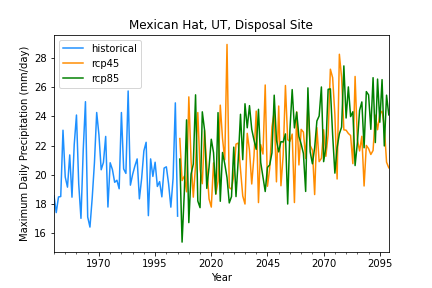 Mexican Hat, UT, Disposal Site
historical
rcp45
rcp85
Maximum Daily Precipitation (mm/day)
28
26
24
22
20
18
16
1970
1995
2020
2045
2070
2095
Year